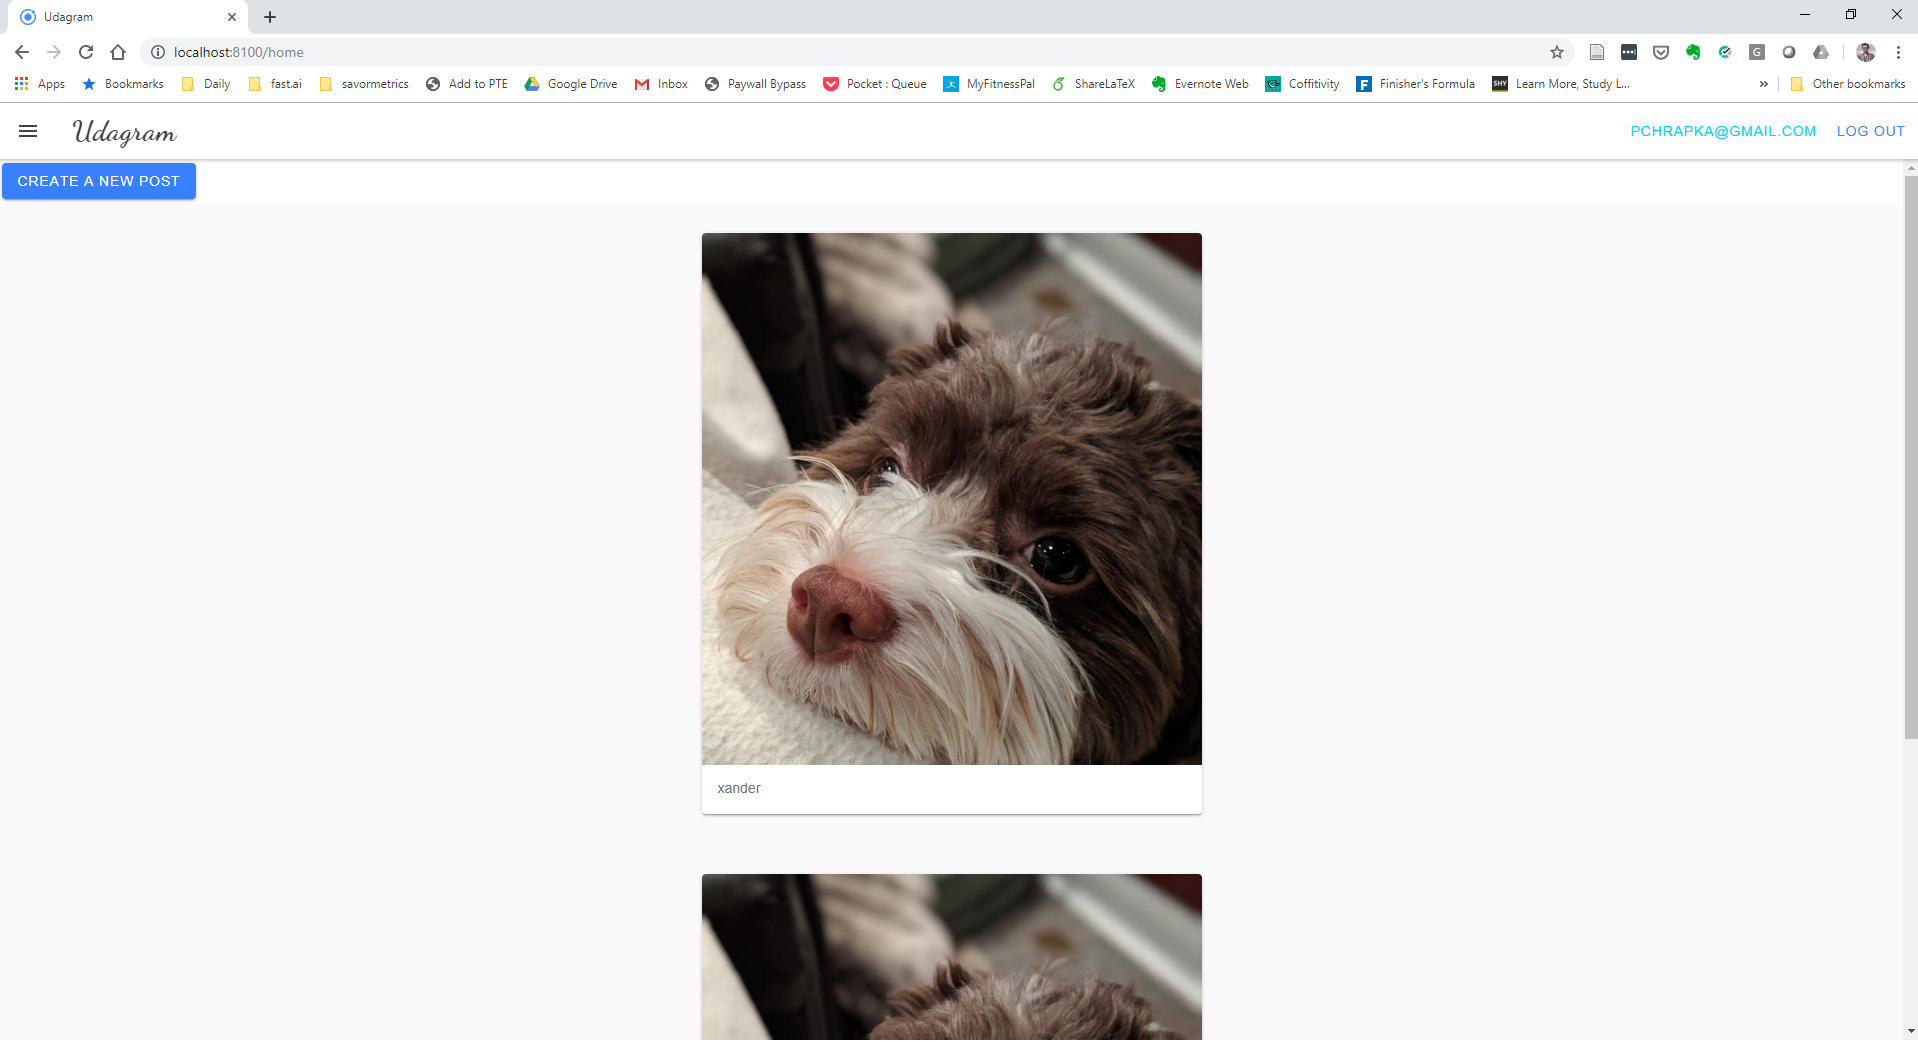 Udagram
localhost:8100/home
G
Apps Bookmarks Daily fast.ai savormetrics Add to PTE Google Drive Inbox Paywall Bypass Pocket : Queue MyFitnessPal ShareLaTeX Evernote Web Coffitivity F Finisher's Formula SHY Learn More, Study L... » Other bookmarks
Udagram PCHRAPKA@GMAIL.COM LOG OUT
CREATE A NEW POST
xander